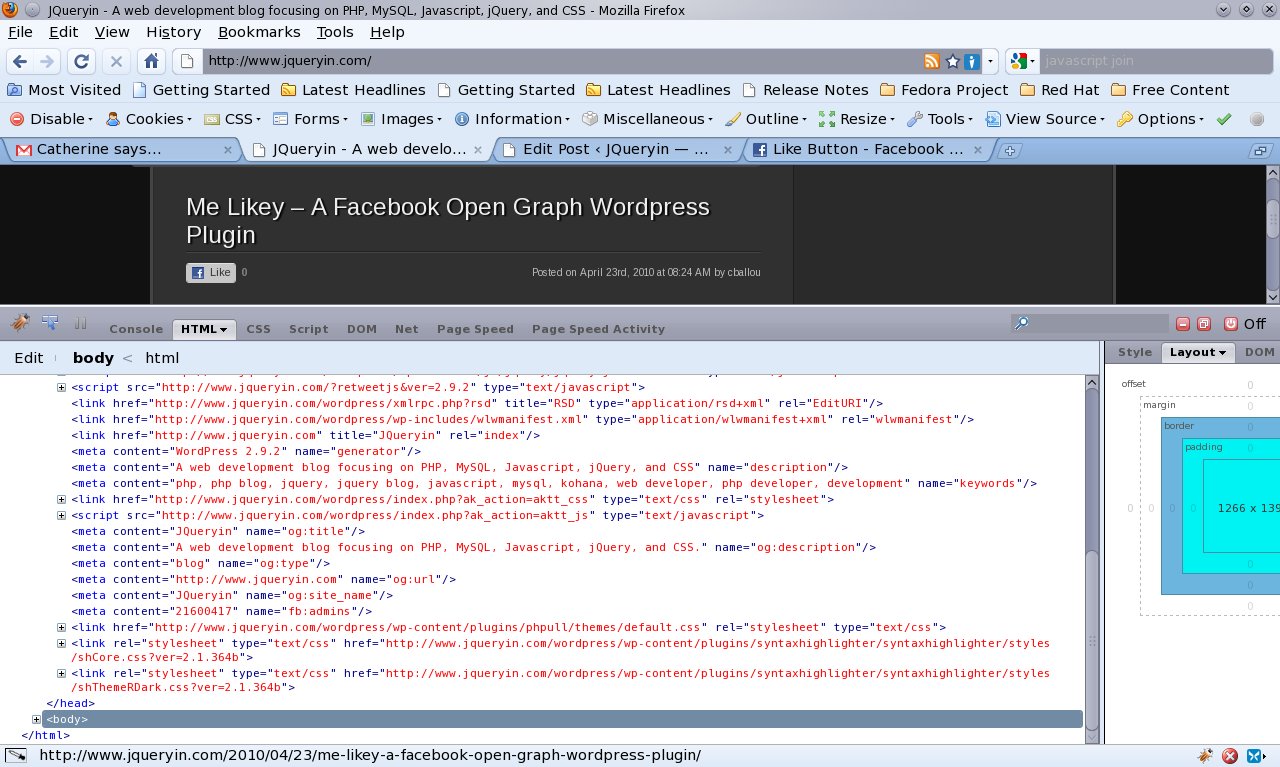 JQueryin - A web development blog focusing on PHP, MySQL, Javascript, jQuery, and CSS - Mozilla Firefox
File Edit View History Bookmarks Tools Help
http://www.jqueryin.com/ javascript join
Most Visited Getting Started Latest Headlines Getting Started Latest Headlines Release Notes Fedora Project Red Hat Free Content
Disable Cookies CSS Forms Images Information Miscellaneous Outline Resize Tools View Source Options
Catherine says... JQueryin - A web develo... Edit Post ‹ JQueryin — ... Like Button - Facebook ...
Me Likey – A Facebook Open Graph Wordpress
Plugin
Like 0 Posted on April 23rd, 2010 at 08:24 AM by cballou
Console HTML CSS Script DOM Net Page Speed Page Speed Activity Off
Edit body < html Style Layout DOM
<script src="http://www.jqueryin.com/?retweetjs&ver=2.9.2" type="text/javascript">
<link href="http://www.jqueryin.com/wordpress/xmlrpc.php?rsd" title="RSD" type="application/rsd+xml" rel="EditURI"/>
<link href="http://www.jqueryin.com/wordpress/wp-includes/wlwmanifest.xml" type="application/wlwmanifest+xml" rel="wlwmanifest"/>
<link href="http://www.jqueryin.com" title="JQueryin" rel="index"/>
<meta content="WordPress 2.9.2" name="generator"/>
<meta content="A web development blog focusing on PHP, MySQL, Javascript, jQuery, and CSS" name="description"/>
<meta content="php, php blog, jquery, jquery blog, javascript, mysql, kohana, web developer, php developer, development" name="keywords"/>
<link href="http://www.jqueryin.com/wordpress/index.php?ak_action=aktt_css" type="text/css" rel="stylesheet">
<script src="http://www.jqueryin.com/wordpress/index.php?ak_action=aktt_js" type="text/javascript">
<meta content="JQueryin" name="og:title"/>
<meta content="A web development blog focusing on PHP, MySQL, Javascript, jQuery, and CSS." name="og:description"/>
<meta content="blog" name="og:type"/>
<meta content="http://www.jqueryin.com" name="og:url"/>
<meta content="JQueryin" name="og:site_name"/>
<meta content="21600417" name="fb:admins"/>
<link href="http://www.jqueryin.com/wordpress/wp-content/plugins/phpull/themes/default.css" rel="stylesheet" type="text/css">
<link rel="stylesheet" type="text/css" href="http://www.jqueryin.com/wordpress/wp-content/plugins/syntaxhighlighter/syntaxhighlighter/styles
/shCore.css?ver=2.1.364b">
<link rel="stylesheet" type="text/css" href="http://www.jqueryin.com/wordpress/wp-content/plugins/syntaxhighlighter/syntaxhighlighter/styles
/shThemeRDark.css?ver=2.1.364b">
</head>
<body>
</html>
offset 0
margin 0
border 0
padding 0
0 0 0 0 1266 x 139
0
0
0
http://www.jqueryin.com/2010/04/23/me-likey-a-facebook-open-graph-wordpress-plugin/